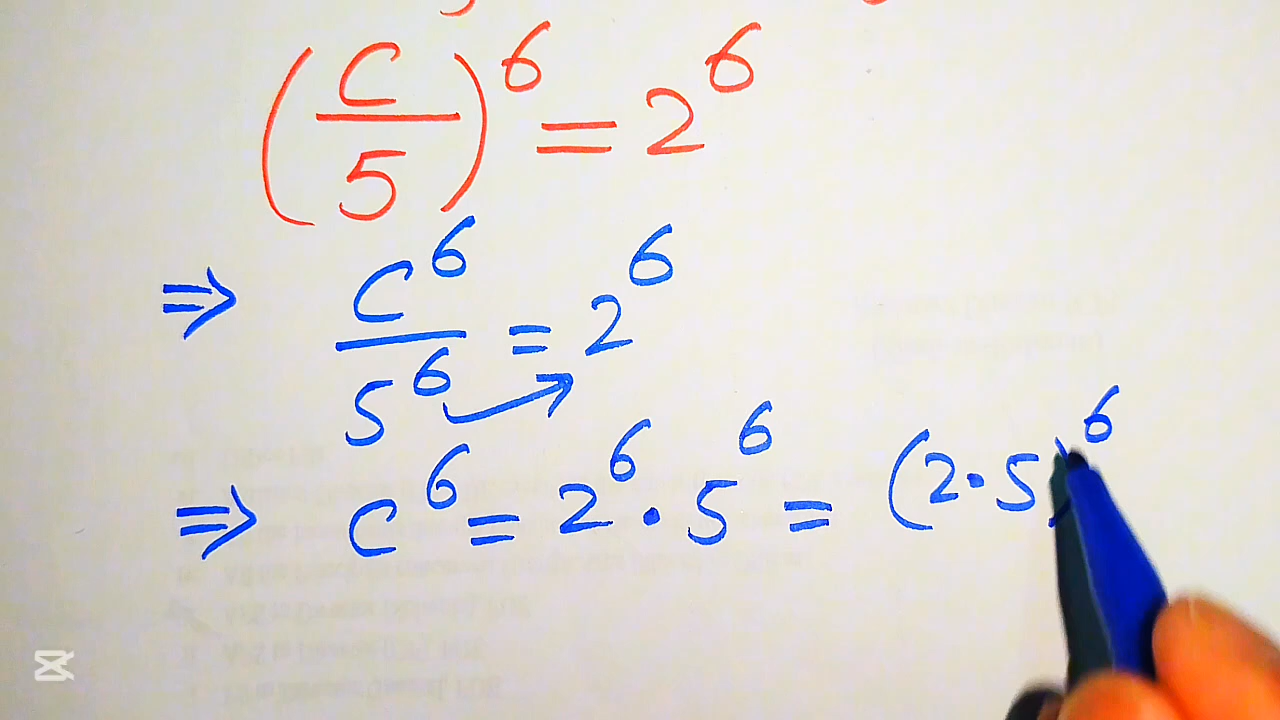 (c/5)^6 = 2^6
⇒ c^6/5^6 = 2^6
⇒ c^6 = 2^6 · 5^6 = (2·5)^6